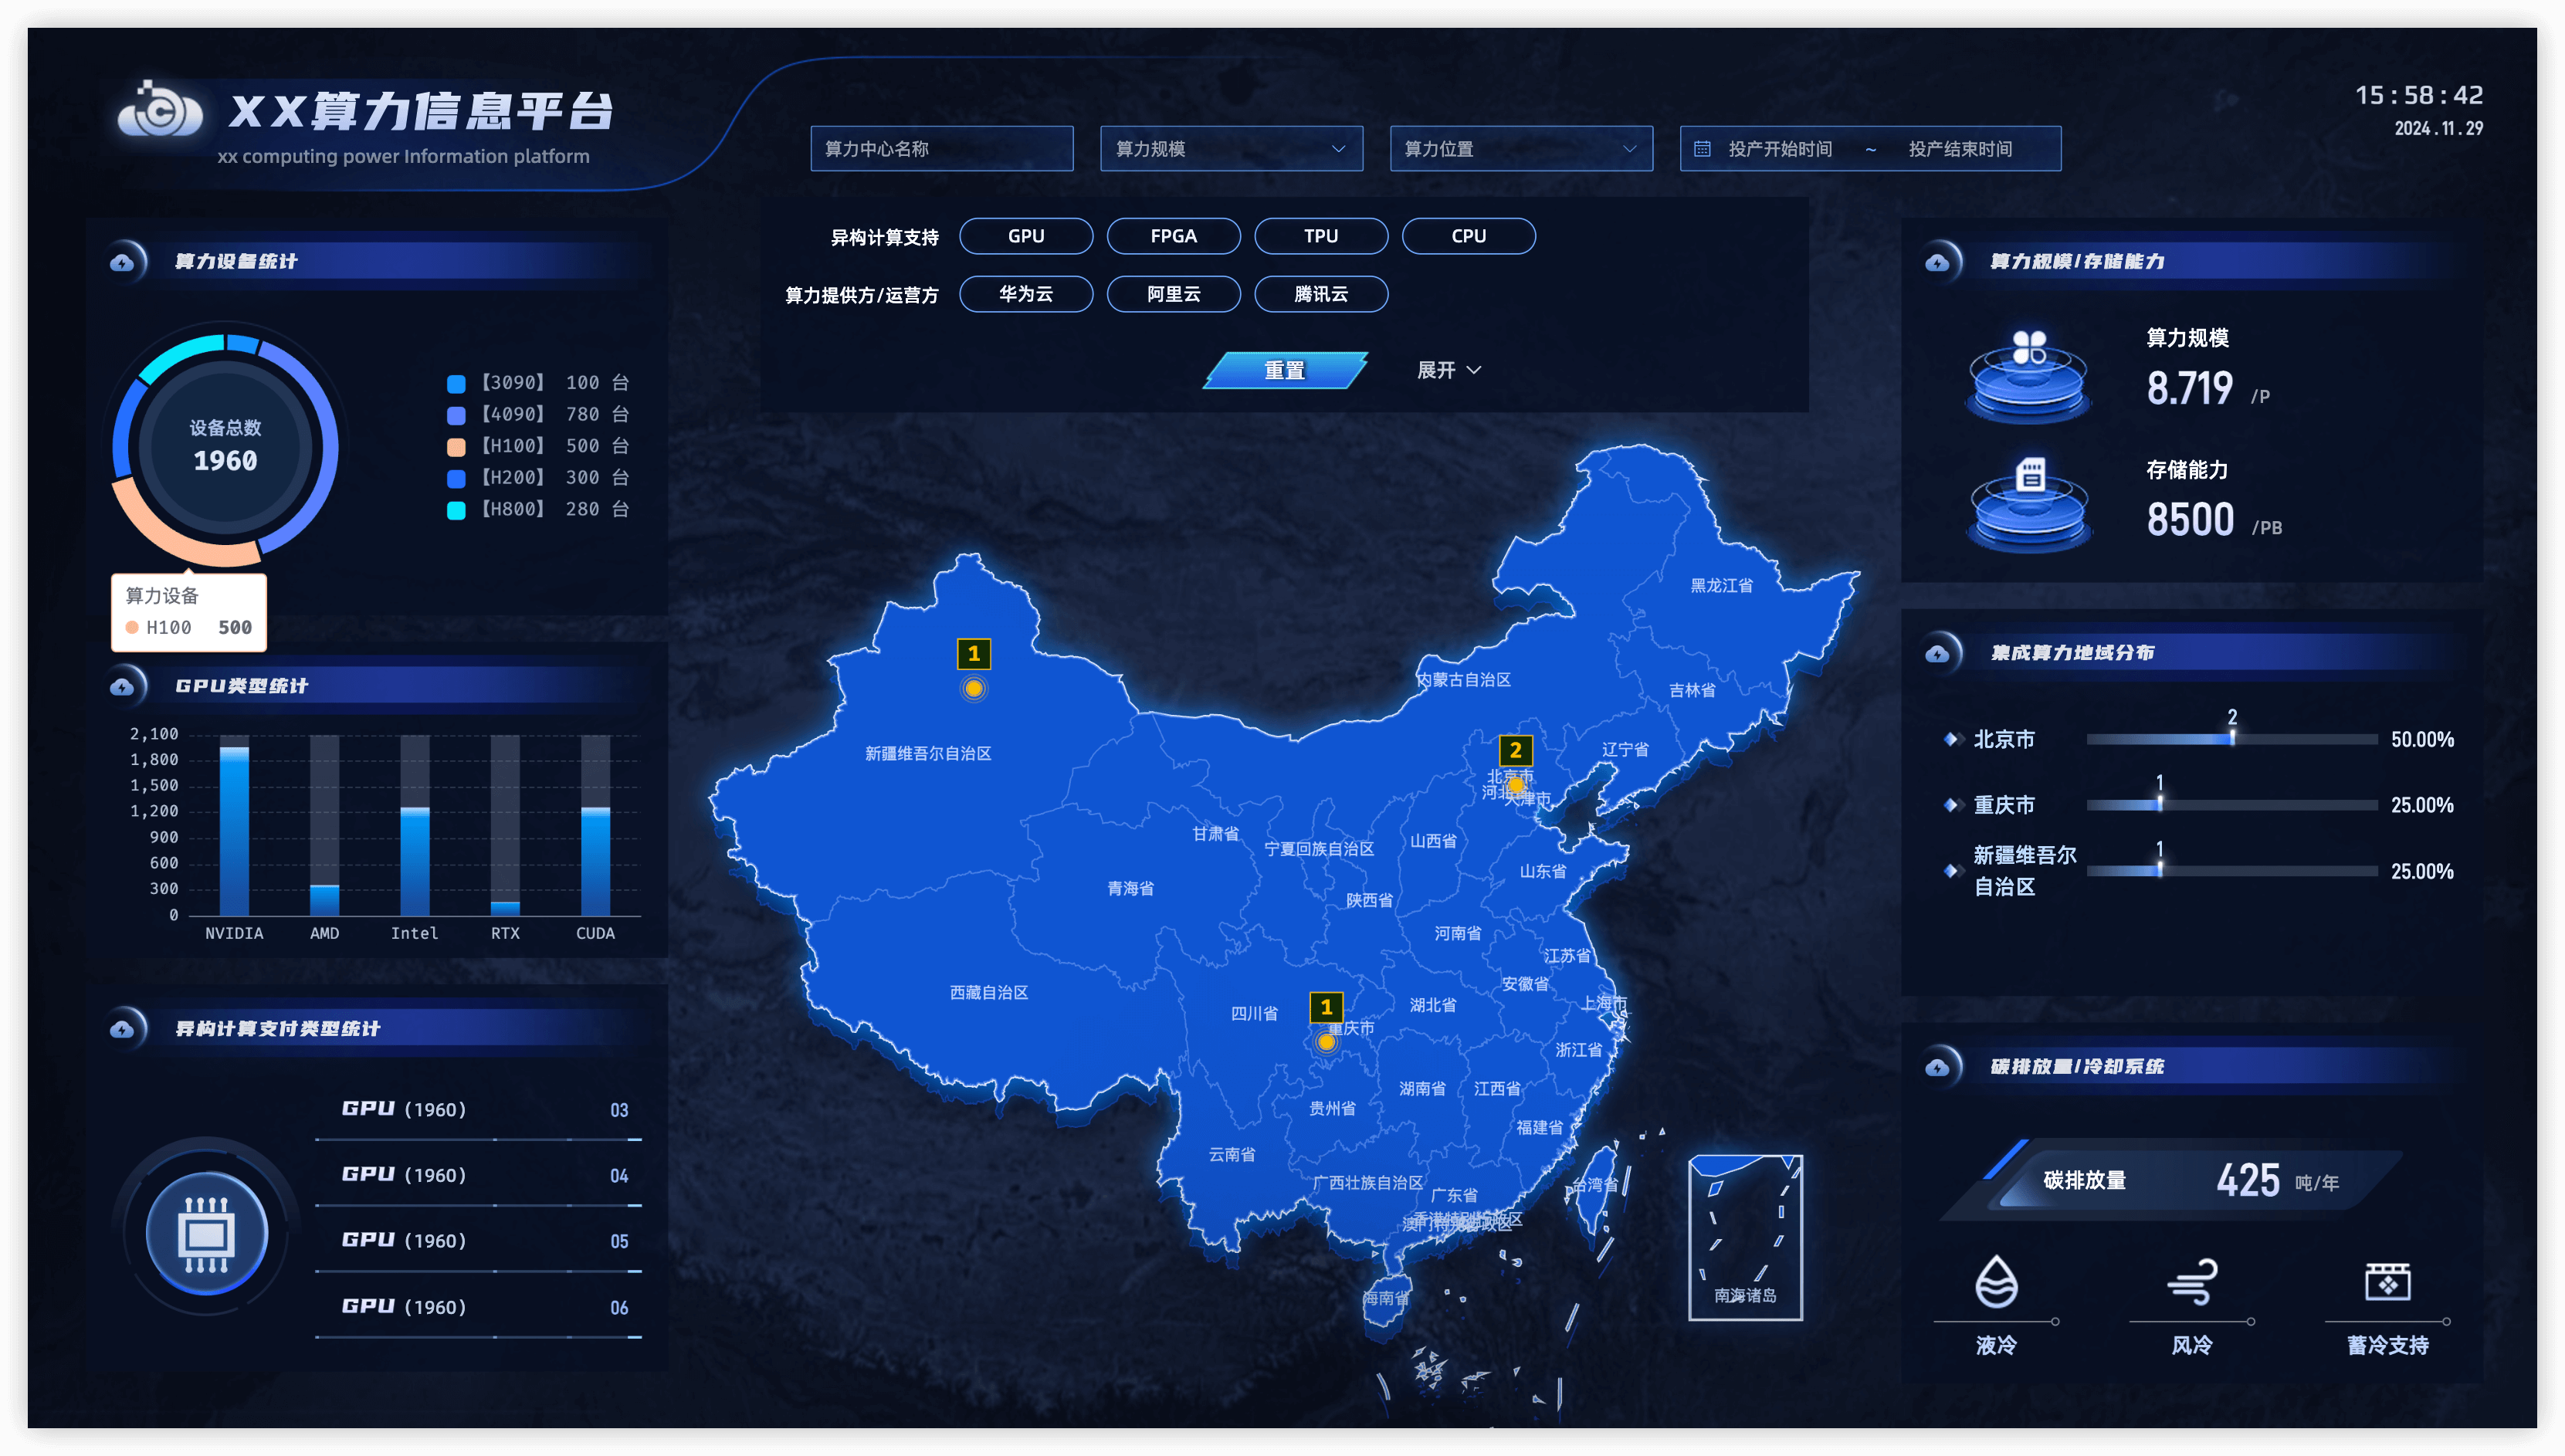 XX算力信息平台
xx computing power Information platform
15:58:42
2024.11.29
算力中心名称
算力规模
算力位置
投产开始时间 ~ 投产结束时间
异构计算支持 GPU FPGA TPU CPU
算力提供方/运营方 华为云 阿里云 腾讯云
重置 展开
算力设备统计
设备总数
1960
【3090】 100 台
【4090】 780 台
【H100】 500 台
【H200】 300 台
【H800】 280 台
算力设备
H100 500
GPU类型统计
2,100
1,800
1,500
1,200
900
600
300
0
NVIDIA AMD Intel RTX CUDA
异构计算支付类型统计
GPU (1960) 03
GPU (1960) 04
GPU (1960) 05
GPU (1960) 06
黑龙江省
1
内蒙古自治区
吉林省
新疆维吾尔自治区
2
辽宁省
北京市
河北省
天津市
甘肃省
宁夏回族自治区
山西省
山东省
青海省
陕西省
河南省
江苏省
西藏自治区
安徽省
四川省
1
重庆市
湖北省
上海市
浙江省
湖南省
江西省
贵州省
福建省
云南省
广西壮族自治区
广东省
台湾省
海南省
南海诸岛
算力规模/存储能力
算力规模
8.719 /P
存储能力
8500 /PB
集成算力地域分布
北京市 2 50.00%
重庆市 1 25.00%
新疆维吾尔
自治区 1 25.00%
碳排放量/冷却系统
碳排放量 425 吨/年
液冷 风冷 蓄冷支持